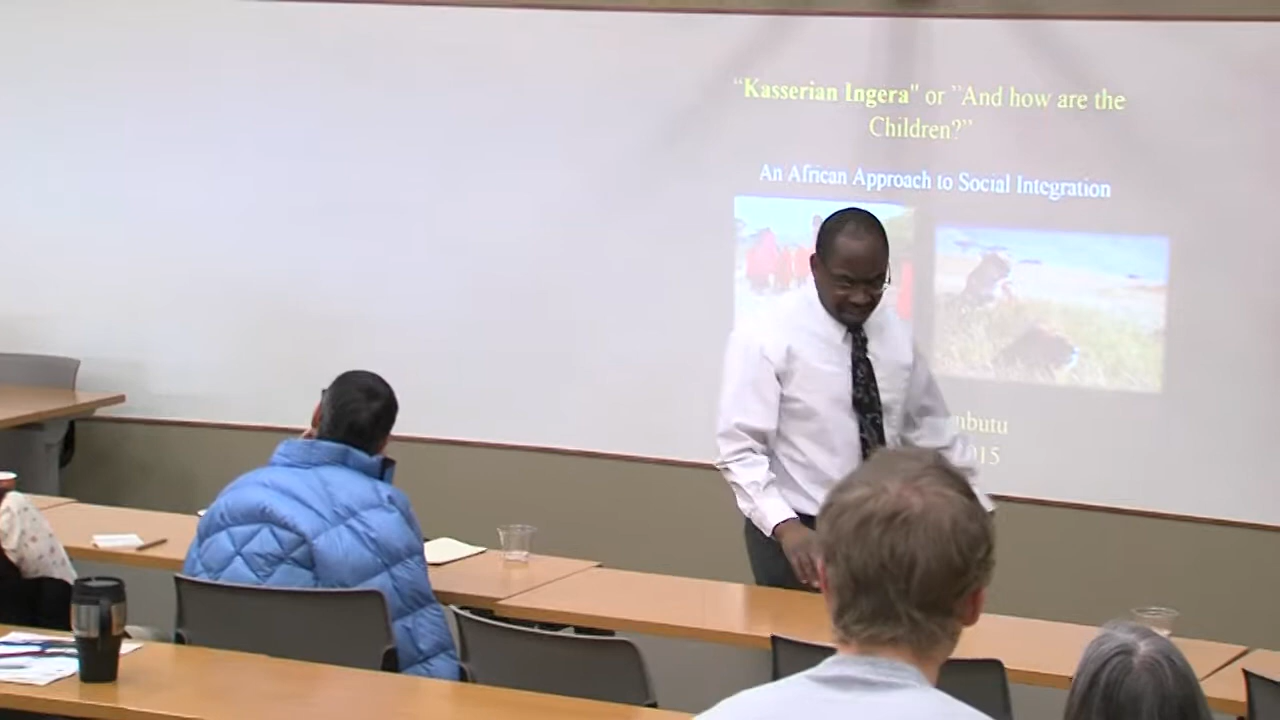 “Kasserian Ingera" or ”And how are the
Children?”
An African Approach to Social Integration